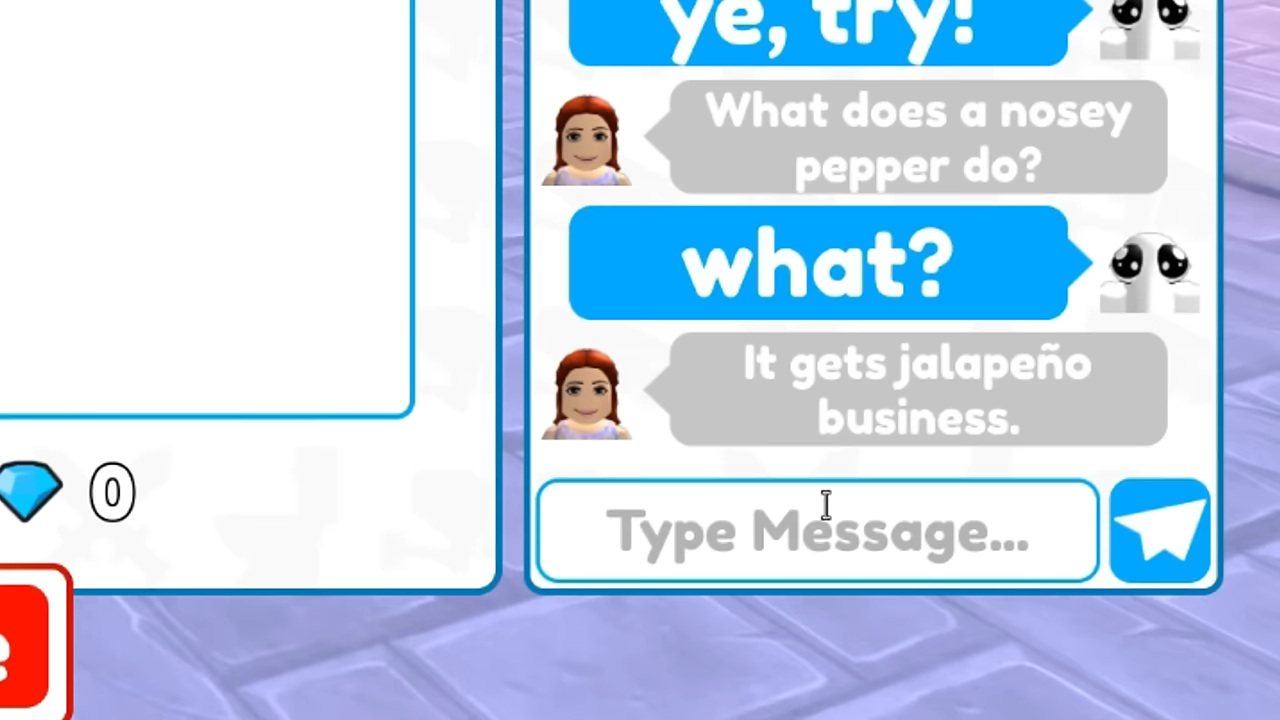 ye, try!
What does a nosey
pepper do?
what?
It gets jalapeño
business.
0
Type Message...
e